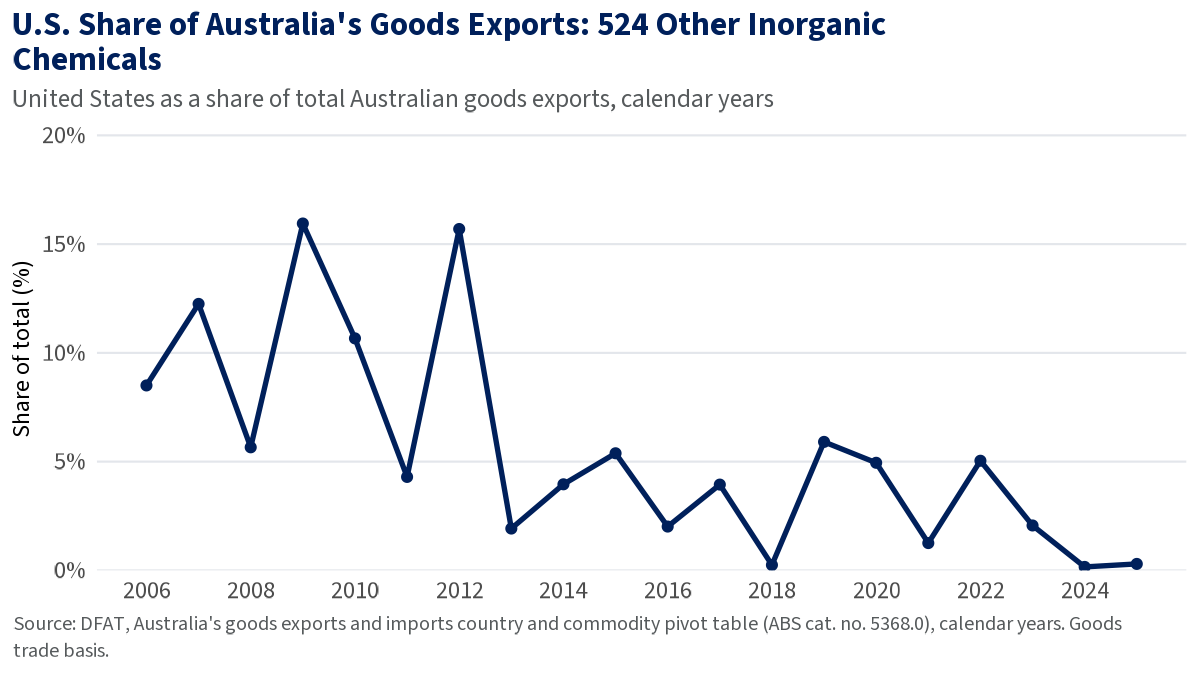 U.S. Share of Australia's Goods Exports: 524 Other Inorganic
Chemicals
United States as a share of total Australian goods exports, calendar years
20%
15%
10%
5%
0%
Share of total (%)
2006 2008 2010 2012 2014 2016 2018 2020 2022 2024
Source: DFAT, Australia's goods exports and imports country and commodity pivot table (ABS cat. no. 5368.0), calendar years. Goods
trade basis.